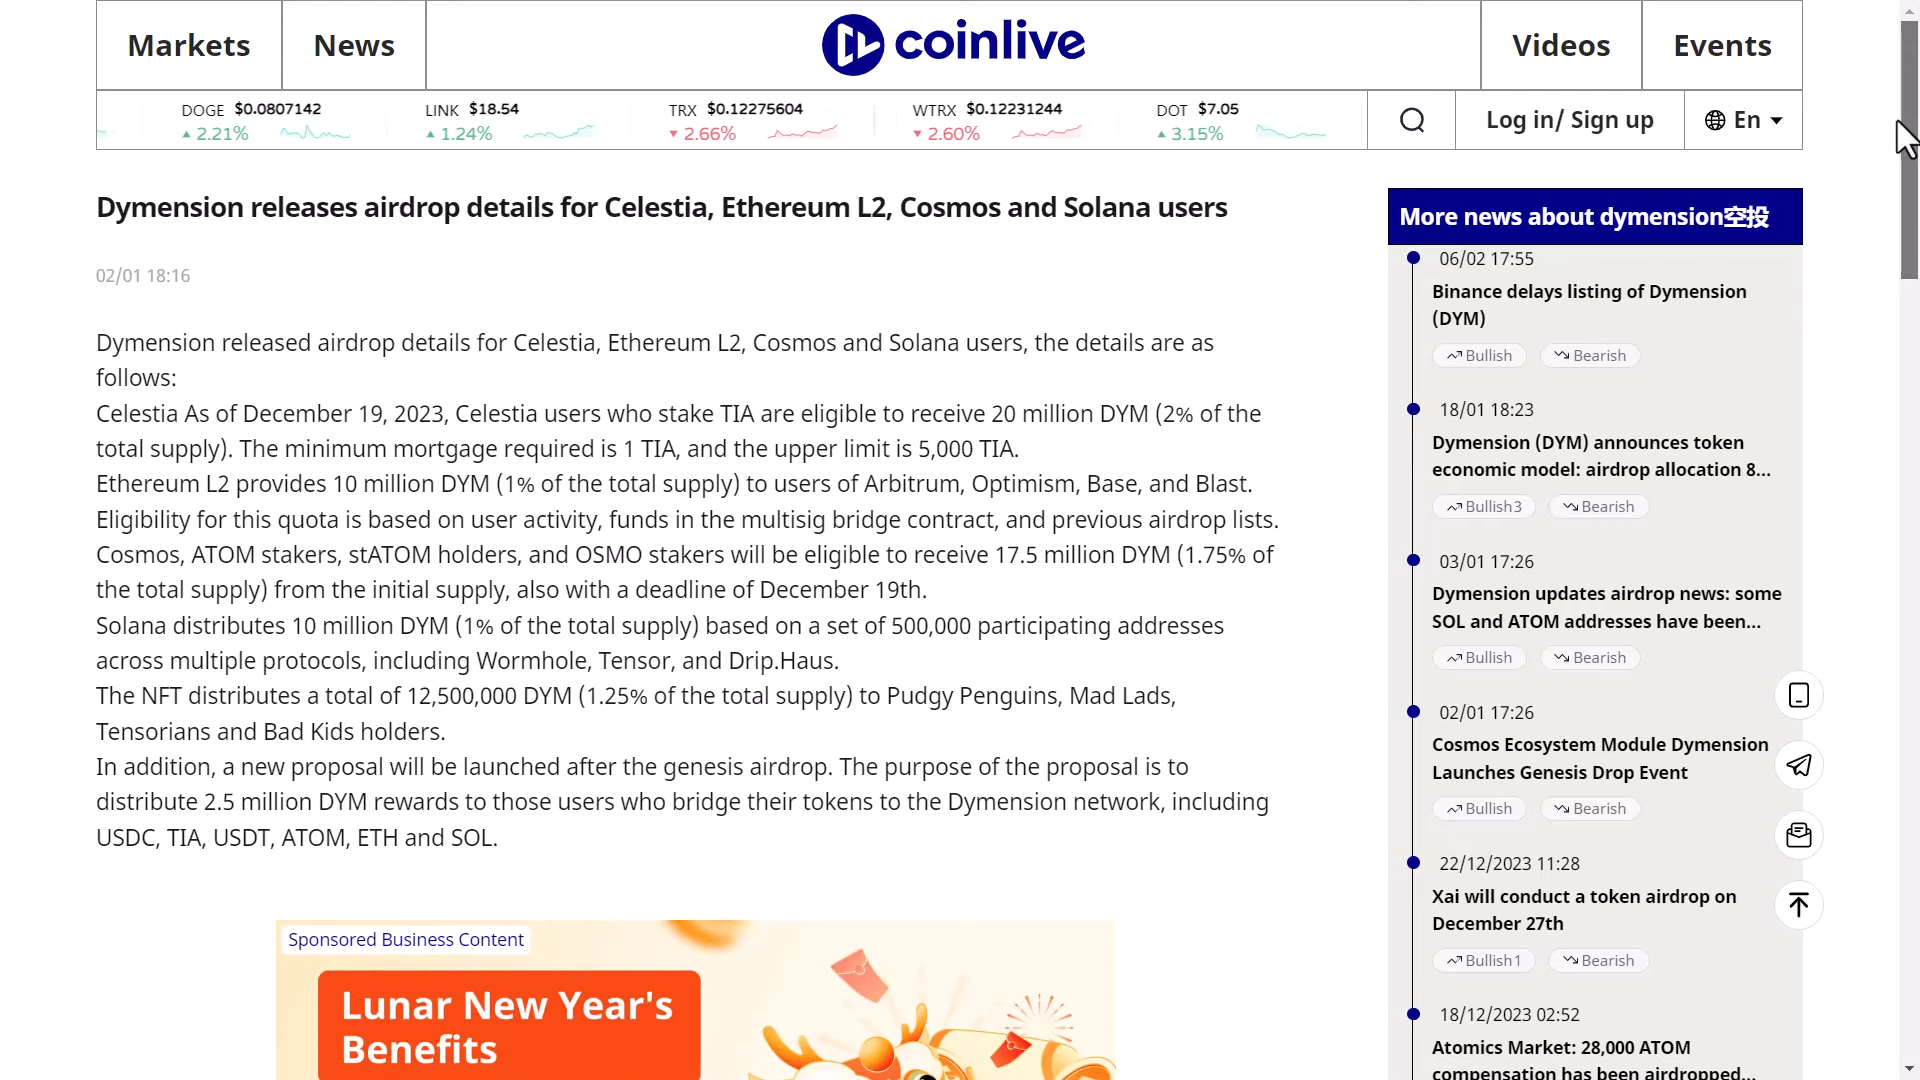 Markets
News
coinlive
Videos
Events
DOGE $0.0807142
2.21%
LINK $18.54
1.24%
TRX $0.12275604
2.66%
WTRX $0.12231244
2.60%
DOT $7.05
3.15%
Log in/ Sign up
En
Dymension releases airdrop details for Celestia, Ethereum L2, Cosmos and Solana users
02/01 18:16
Dymension released airdrop details for Celestia, Ethereum L2, Cosmos and Solana users, the details are as
follows:
Celestia As of December 19, 2023, Celestia users who stake TIA are eligible to receive 20 million DYM (2% of the
total supply). The minimum mortgage required is 1 TIA, and the upper limit is 5,000 TIA.
Ethereum L2 provides 10 million DYM (1% of the total supply) to users of Arbitrum, Optimism, Base, and Blast.
Eligibility for this quota is based on user activity, funds in the multisig bridge contract, and previous airdrop lists.
Cosmos, ATOM stakers, stATOM holders, and OSMO stakers will be eligible to receive 17.5 million DYM (1.75% of
the total supply) from the initial supply, also with a deadline of December 19th.
Solana distributes 10 million DYM (1% of the total supply) based on a set of 500,000 participating addresses
across multiple protocols, including Wormhole, Tensor, and Drip.Haus.
The NFT distributes a total of 12,500,000 DYM (1.25% of the total supply) to Pudgy Penguins, Mad Lads,
Tensorians and Bad Kids holders.
In addition, a new proposal will be launched after the genesis airdrop. The purpose of the proposal is to
distribute 2.5 million DYM rewards to those users who bridge their tokens to the Dymension network, including
USDC, TIA, USDT, ATOM, ETH and SOL.
Sponsored Business Content
Lunar New Year's
Benefits
More news about dymension空投
06/02 17:55
Binance delays listing of Dymension
(DYM)
Bullish
Bearish
18/01 18:23
Dymension (DYM) announces token
economic model: airdrop allocation 8...
Bullish3
Bearish
03/01 17:26
Dymension updates airdrop news: some
SOL and ATOM addresses have been...
Bullish
Bearish
02/01 17:26
Cosmos Ecosystem Module Dymension
Launches Genesis Drop Event
Bullish
Bearish
22/12/2023 11:28
Xai will conduct a token airdrop on
December 27th
Bullish1
Bearish
18/12/2023 02:52
Atomics Market: 28,000 ATOM
compensation has been airdropped...